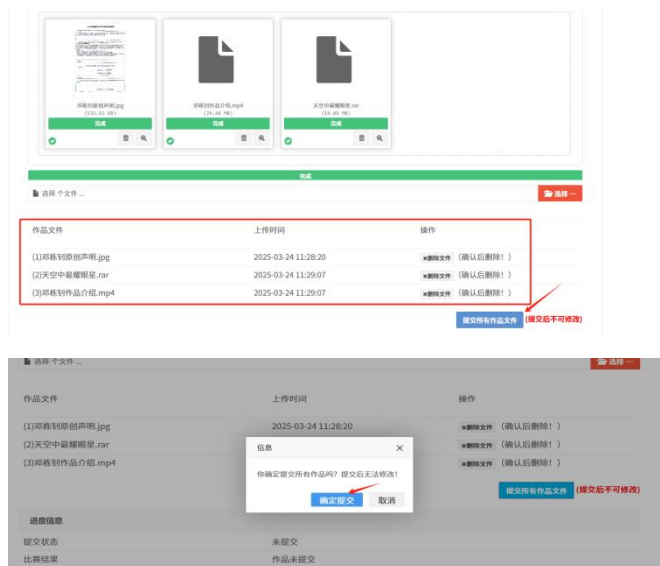 邓栋钊原创声明.jpg
(535.63 KB)
完成
邓栋钊作品介绍.mp4
(26.44 MB)
完成
天空中最耀眼星.rar
(18.88 MB)
完成
完成
选择 个文件 ...
选择 ...
作品文件 上传时间 操作
(1)邓栋钊原创声明.jpg 2025-03-24 11:28:20 ×删除文件 (确认后删除!)
(2)天空中最耀眼星.rar 2025-03-24 11:29:07 ×删除文件 (确认后删除!)
(3)邓栋钊作品介绍.mp4 2025-03-24 11:29:07 ×删除文件 (确认后删除!)
提交所有作品文件 (提交后不可修改)
选择 个文件 ...
选择 ...
作品文件 上传时间 操作
(1)邓栋钊原创声明.jpg 2025-03-24 11:28:20 ×删除文件 (确认后删除!)
(2)天空中最耀眼星.rar ×删除文件 (确认后删除!)
(3)邓栋钊作品介绍.mp4 ×删除文件 (确认后删除!)
信息 ×
你确定提交所有作品吗?提交后无法修改!
确定提交 取消
提交所有作品文件 (提交后不可修改)
进度信息
提交状态 未提交
比赛结果 作品未提交